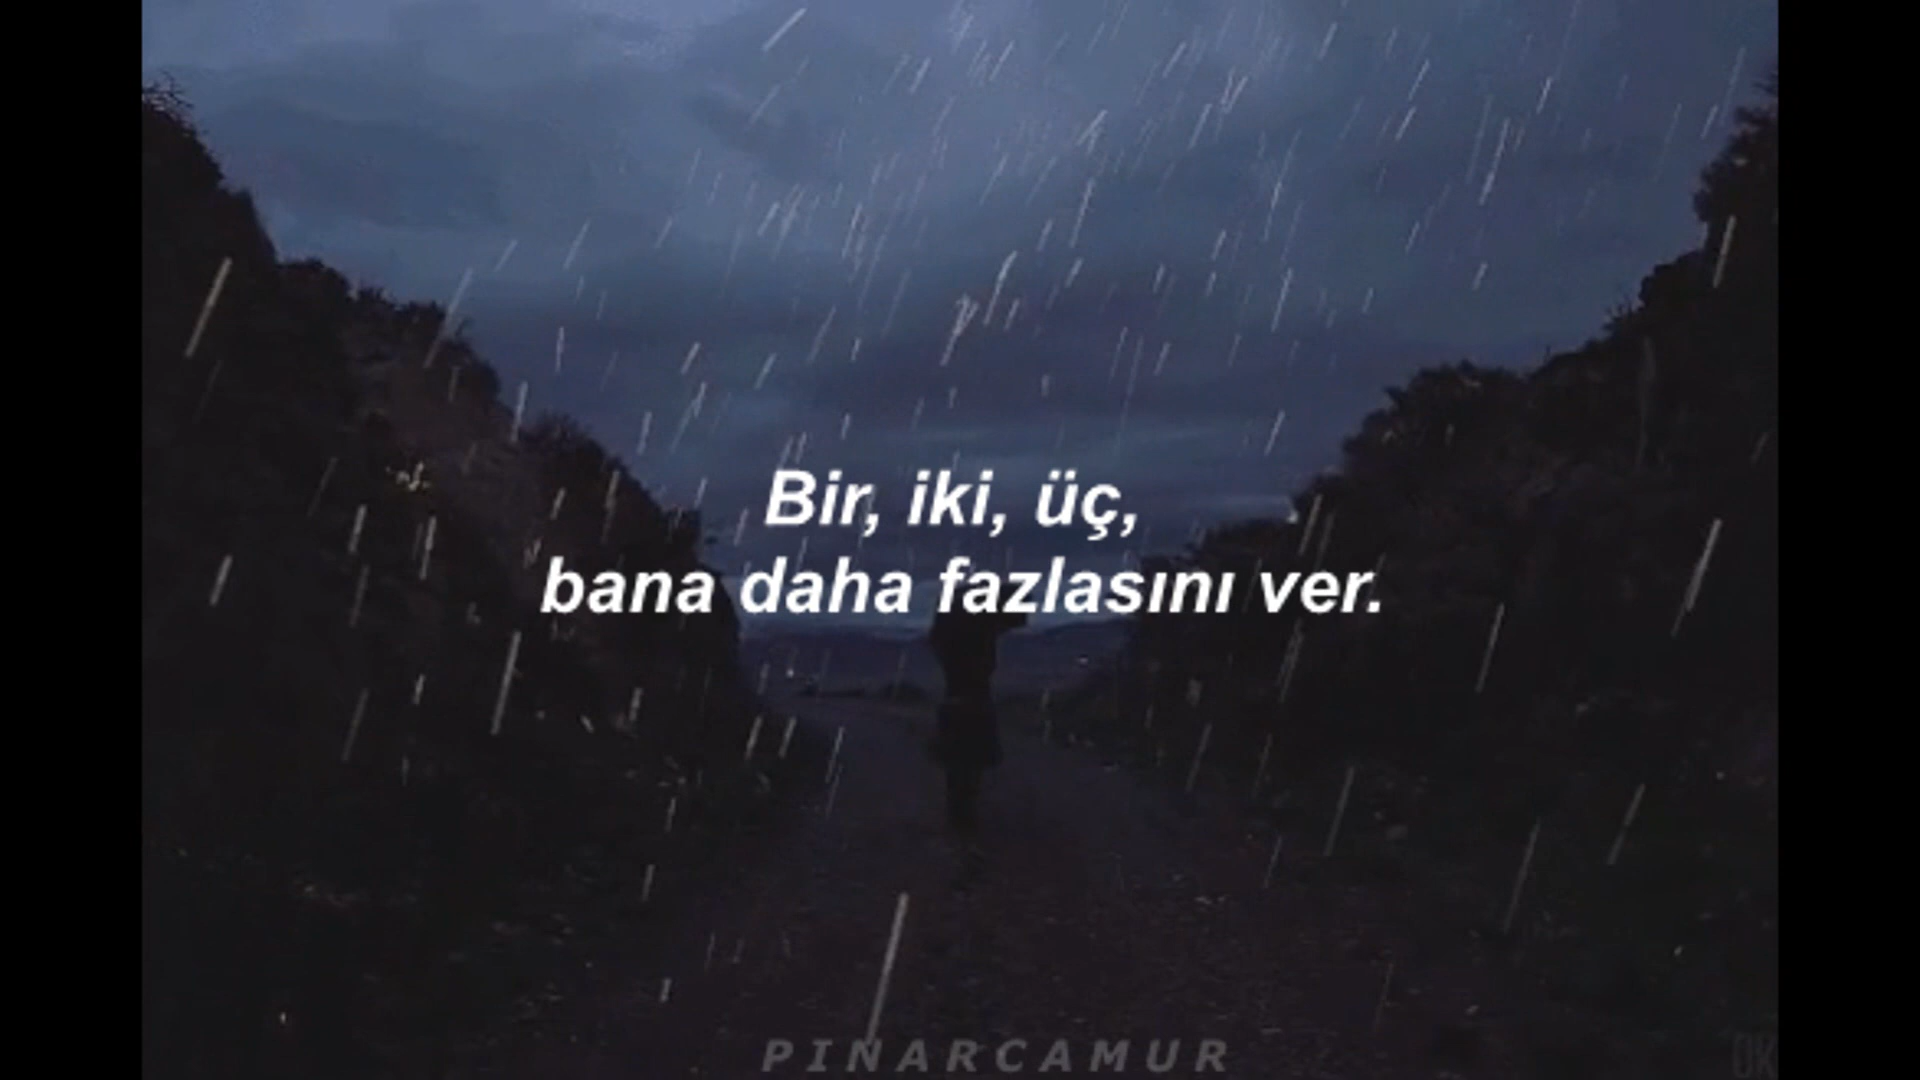 Bir, iki, üç,
bana daha fazlasını ver.
PINARCAMUR